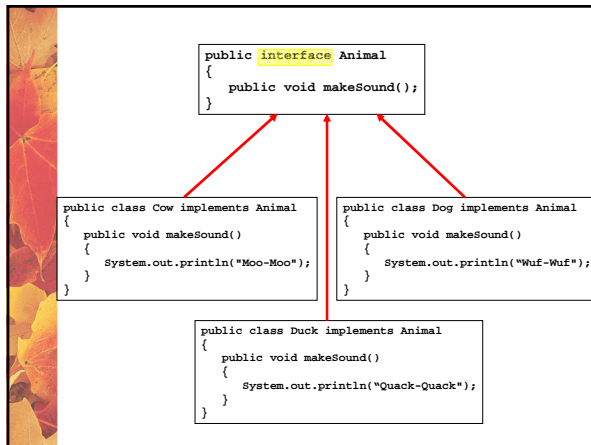 public interface Animal
{
   public void makeSound();
}
public class Cow implements Animal
{
   public void makeSound()
   {
      System.out.println("Moo-Moo");
   }
}
public class Dog implements Animal
{
   public void makeSound()
   {
      System.out.println(“Wuf-Wuf");
   }
}
public class Duck implements Animal
{
   public void makeSound()
   {
      System.out.println(“Quack-Quack");
   }
}